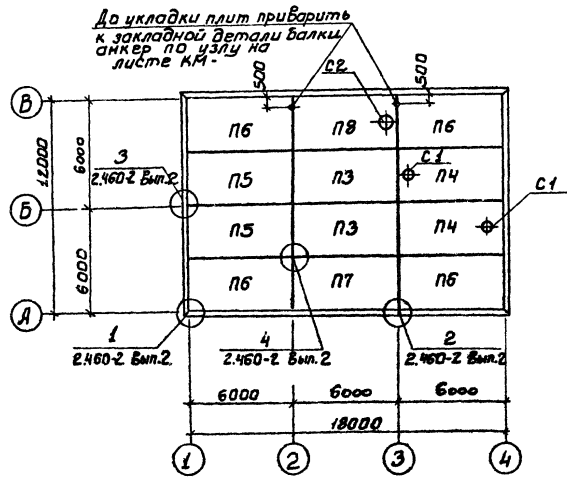 До укладки плит приварить
к закладной детали балки
анкер по узлу на
листе КМ-
500
С2
500
В
П6 П8 П6
12000
6000
3
2.460-2 Вып.2
С1
П5 П3 П4
С1
Б
П5 П3 П4
6000
П6 П7 П6
А
1
2.460-2 Вып.2
4
2.460-2 Вып.2
2
2.460-2 Вып.2
6000 6000 6000
18000
1 2 3 4